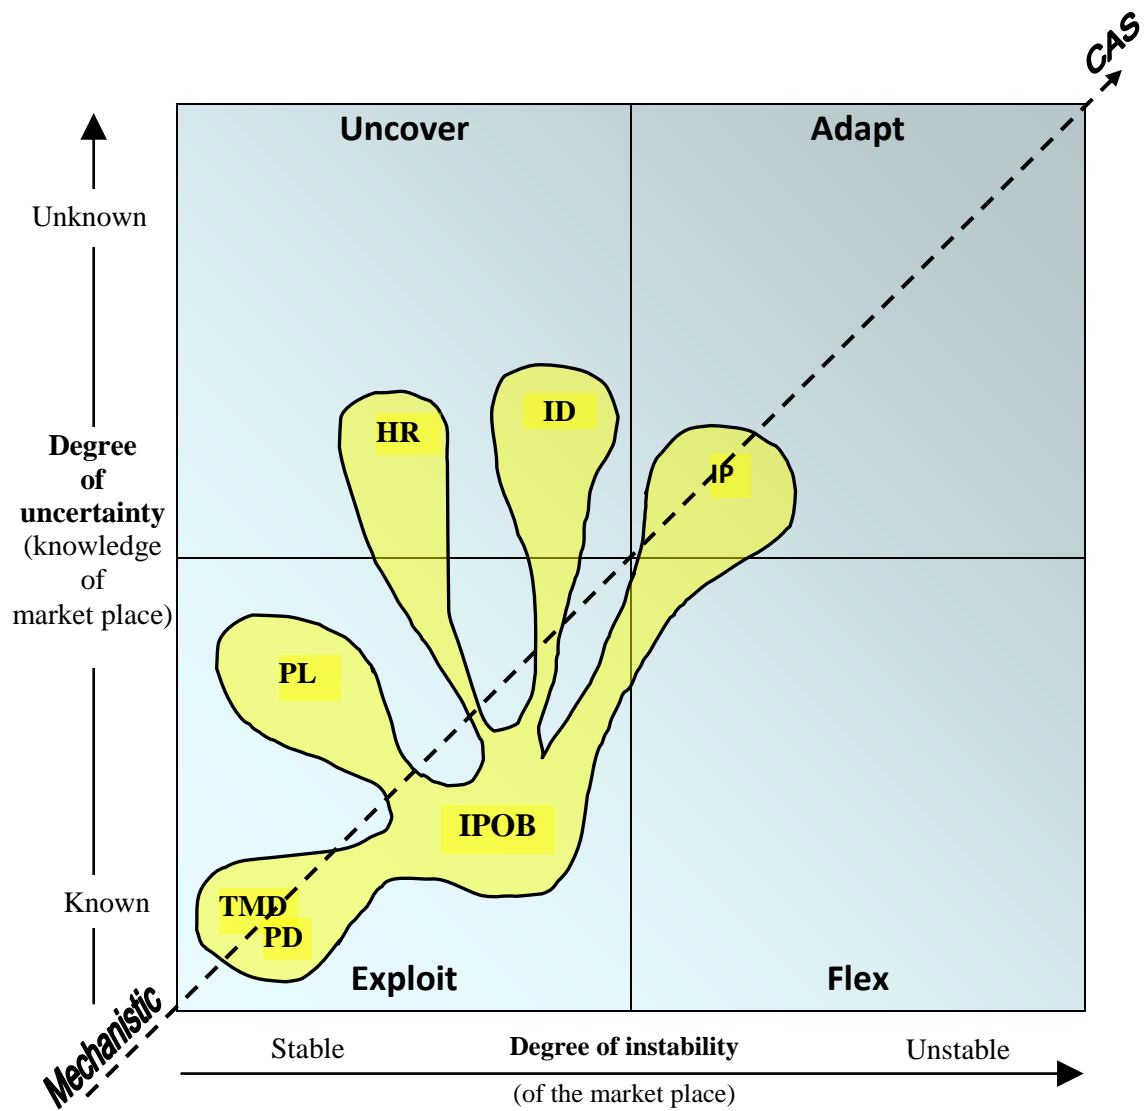 CAS
Uncover
Adapt
Unknown
ID
HR
IP
Degree
of
uncertainty
(knowledge
of
market place)
PL
IPOB
Known
TMD
PD
Exploit
Flex
Mechanistic
Stable
Degree of instability
Unstable
(of the market place)